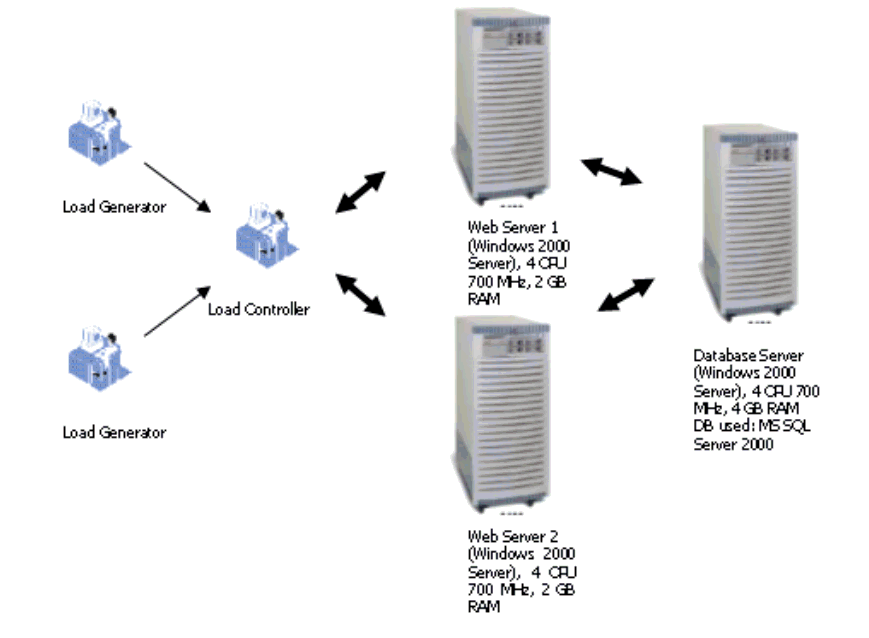 Load Generator
Load Controller
Load Generator
Web Server 1
(Windows 2000
Server), 4 CPU
700 MHz, 2 GB
RAM
Web Server 2
(Windows 2000
Server), 4 CPU
700 MHz, 2 GB
RAM
Database Server
(Windows 2000
Server), 4 CPU 700
MHz, 4 GB RAM
DB used: MS SQL
Server 2000